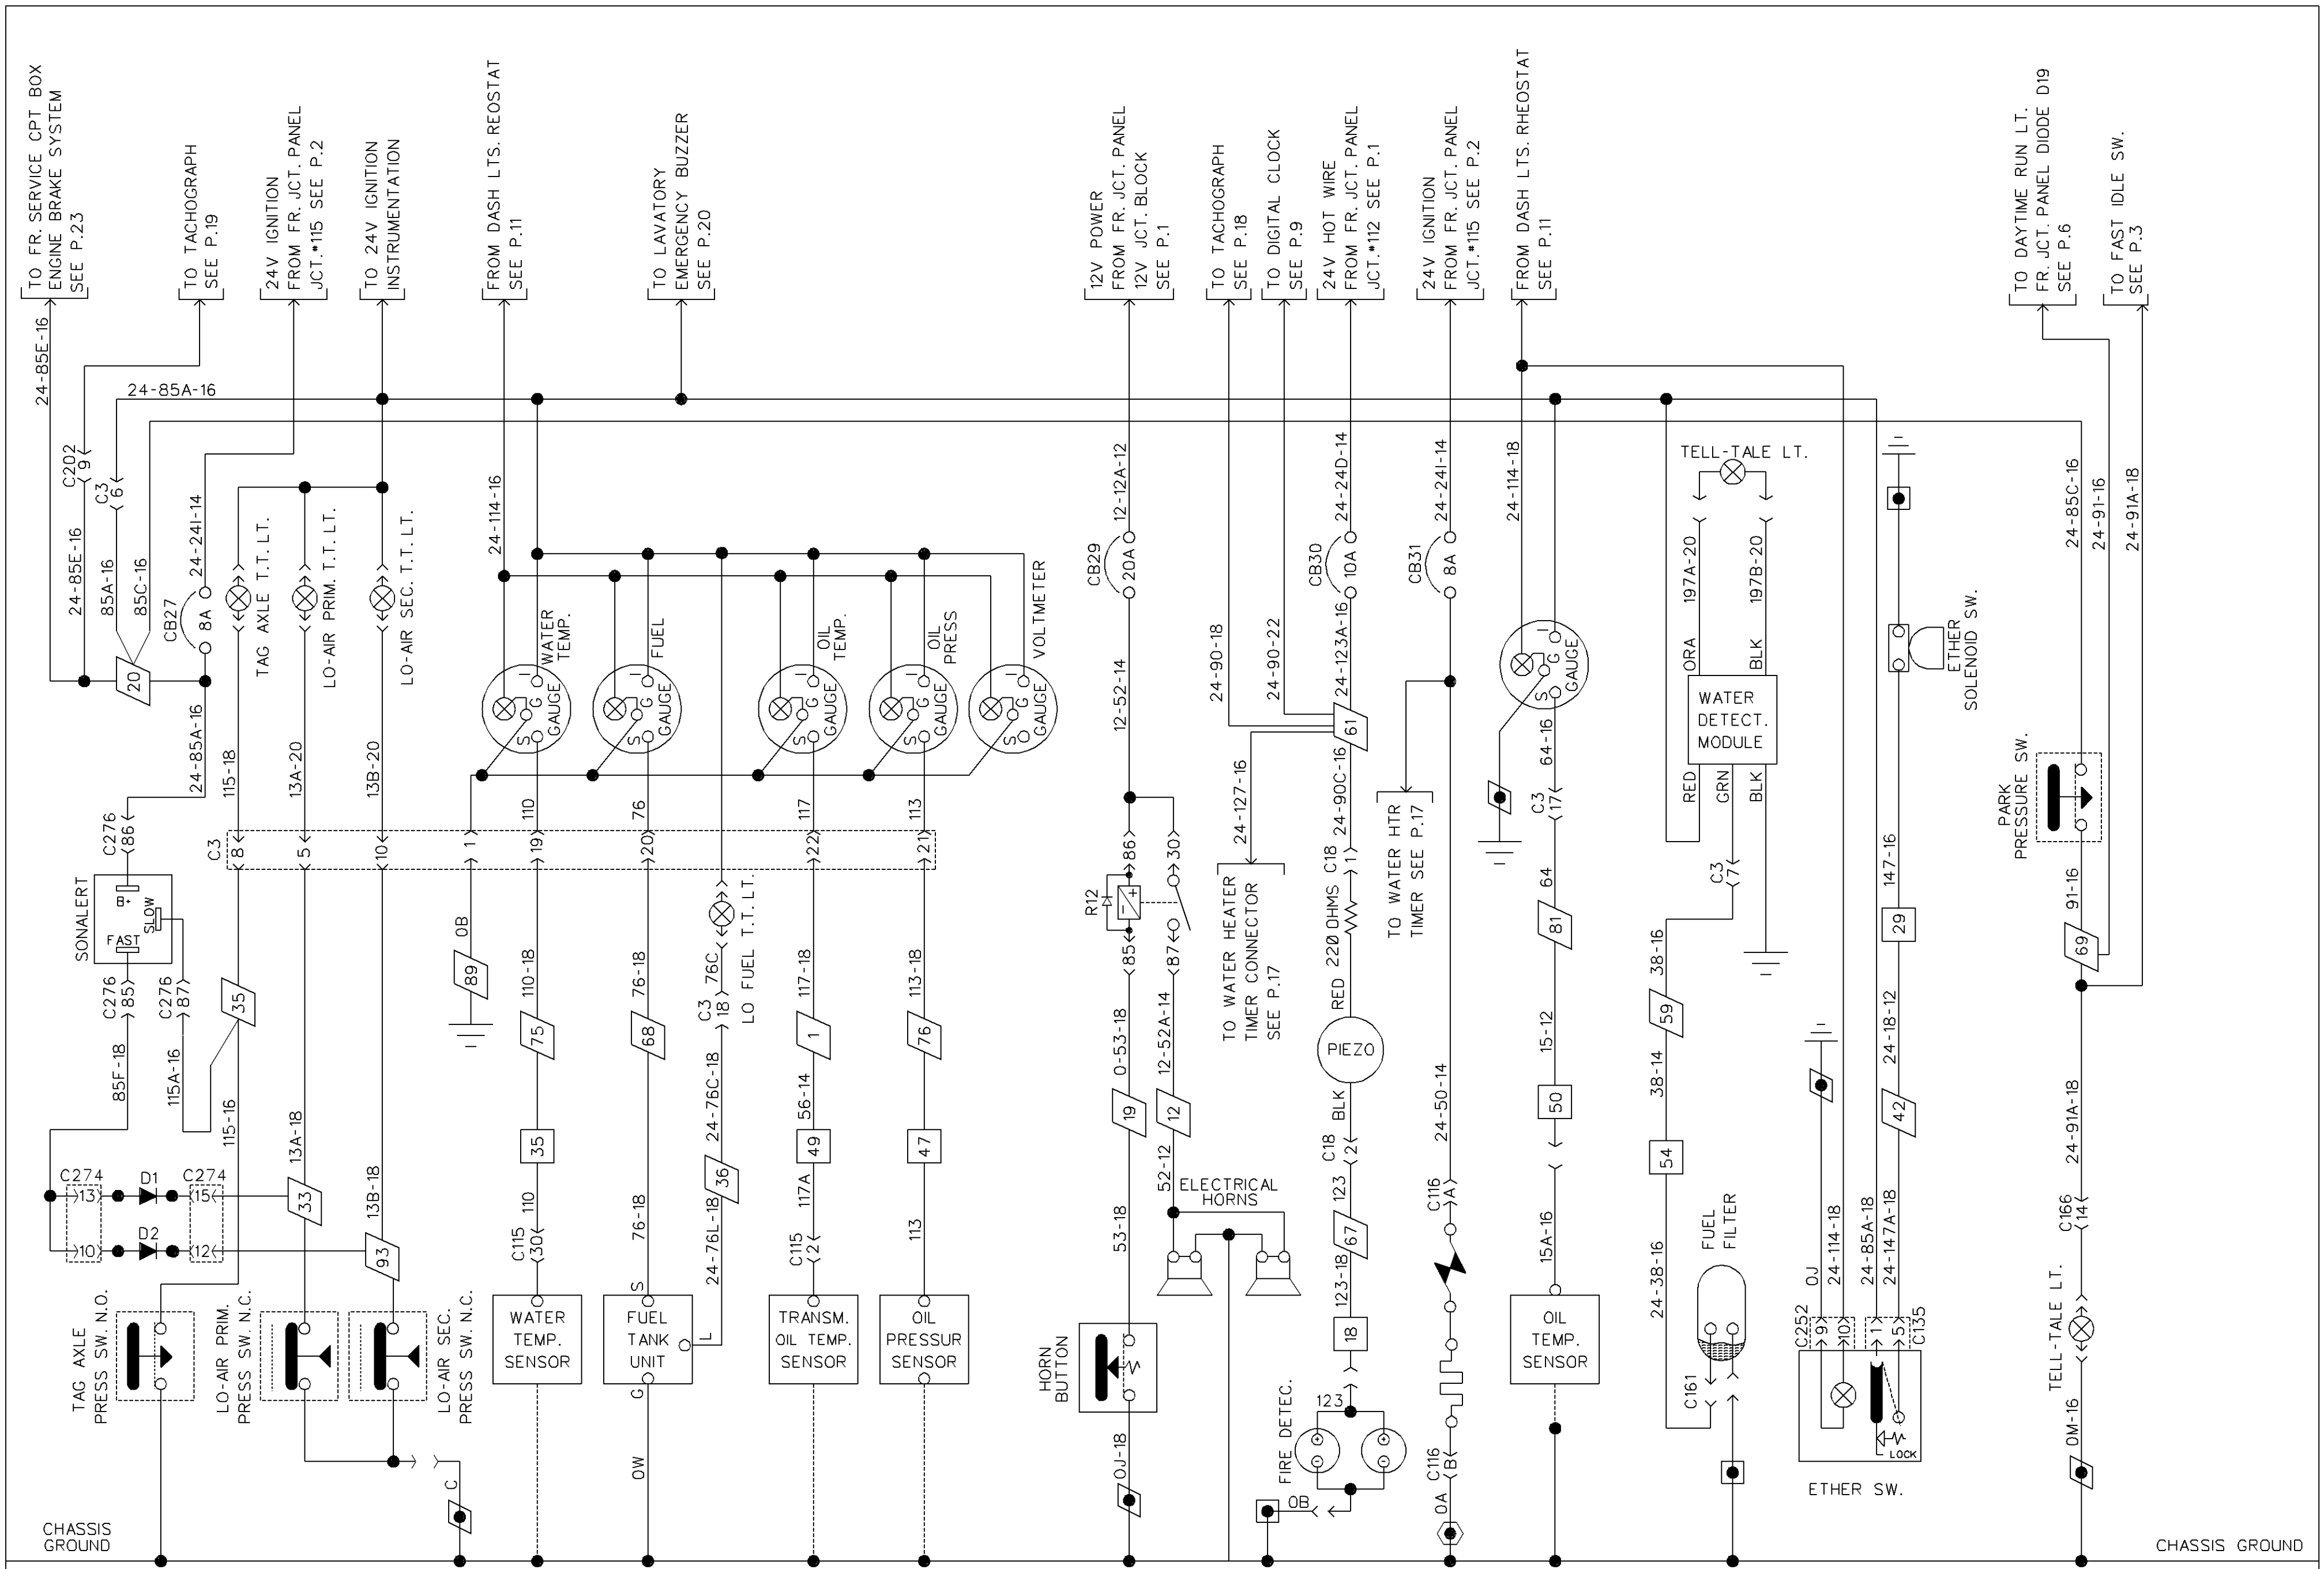 TO FR. SERVICE CPT BOX
ENGINE BRAKE SYSTEM
SEE P.23
TO TACHOGRAPH
SEE P.19
24V IGNITION
FROM FR. JCT. PANEL
JCT.#115 SEE P.2
TO 24V IGNITION
INSTRUMENTATION
FROM DASH LTS. REOSTAT
SEE P.11
TO LAVATORY
EMERGENCY BUZZER
SEE P.20
12V POWER
FROM FR. JCT. PANEL
12V JCT. BLOCK
SEE P.1
TO TACHOGRAPH
SEE P.18
TO DIGITAL CLOCK
SEE P.9
24V HOT WIRE
FROM FR. JCT. PANEL
JCT.#112 SEE P.1
24V IGNITION
FROM FR. JCT. PANEL
JCT.#115 SEE P.2
FROM DASH LTS. RHEOSTAT
SEE P.11
TO DAYTIME RUN LT.
FR. JCT. PANEL DIODE D19
SEE P.6
TO FAST IDLE SW.
SEE P.3
24-85E-16
24-85A-16
C202
9
C3
6
24-85E-16
85A-16
85C-16
24-24I-14
CB27
8A
20
24-85A-16
TAG AXLE T.T. LT.
LO-AIR PRIM. T.T. LT.
LO-AIR SEC. T.T. LT.
115-18
13A-20
13B-20
24-114-16
WATER
TEMP.
FUEL
OIL
TEMP.
OIL
PRESS
VOLTMETER
I
G
S
GAUGE
I
G
S
GAUGE
I
G
S
GAUGE
I
G
S
GAUGE
I
G
S
GAUGE
110
76
117
113
C3
8
5
10
1
19
20
22
21
C276
86
SONALERT
B+
SLOW
FAST
C276
85
C276
87
85F-18
115A-16
35
115-16
13A-18
13B-18
C274
13
10
D1
D2
C274
15
12
33
93
0B
89
110-18
75
35
110
C115
30
76-18
68
76-18
LO FUEL T.T. LT.
76C
C3
18
24-76C-18
36
24-76L-18
117-18
1
56-14
49
117A
C115
2
113-18
76
47
113
TAG AXLE
PRESS SW. N.O.
LO-AIR PRIM.
PRESS SW. N.C.
LO-AIR SEC.
PRESS SW. N.C.
C
WATER
TEMP.
SENSOR
S
FUEL
TANK
UNIT
L
G
0W
TRANSM.
OIL TEMP.
SENSOR
OIL
PRESSUR
SENSOR
CHASSIS
GROUND
12-12A-12
CB29
20A
12-52-14
86
30
R12
85
87
0-53-18
12-52A-14
19
12
53-18
52-12
ELECTRICAL
HORNS
HORN
BUTTON
0J-18
24-90-18
24-90-22
24-24D-14
CB30
10A
24-123A-16
61
24-127-16
24-90C-16
TO WATER HEATER
TIMER CONNECTOR
SEE P.17
C18
1
RED 220 OHMS
PIEZO
BLK
C18
2
123
67
123-18
18
123
FIRE DETEC.
0B
24-24I-14
CB31
8A
TO WATER HTR
TIMER SEE P.17
24-50-14
C116
A
C116
B
0A
24-114-18
I
G
S
GAUGE
64-16
C3
17
64
81
15-12
50
15A-16
OIL
TEMP.
SENSOR
TELL-TALE LT.
197A-20
197B-20
ORA
BLK
WATER
DETECT.
MODULE
RED
GRN
BLK
C3
7
38-16
59
38-14
54
24-38-16
FUEL
FILTER
C161
ETHER
SOLENOID SW.
147-16
29
24-18-12
42
0J
24-114-18
24-85A-18
24-147A-18
C252
9
10
1
5
C135
LOCK
ETHER SW.
24-85C-16
24-91-16
24-91A-18
PARK
PRESSURE SW.
91-16
69
24-91A-18
C166
14
TELL-TALE LT.
0M-16
CHASSIS GROUND